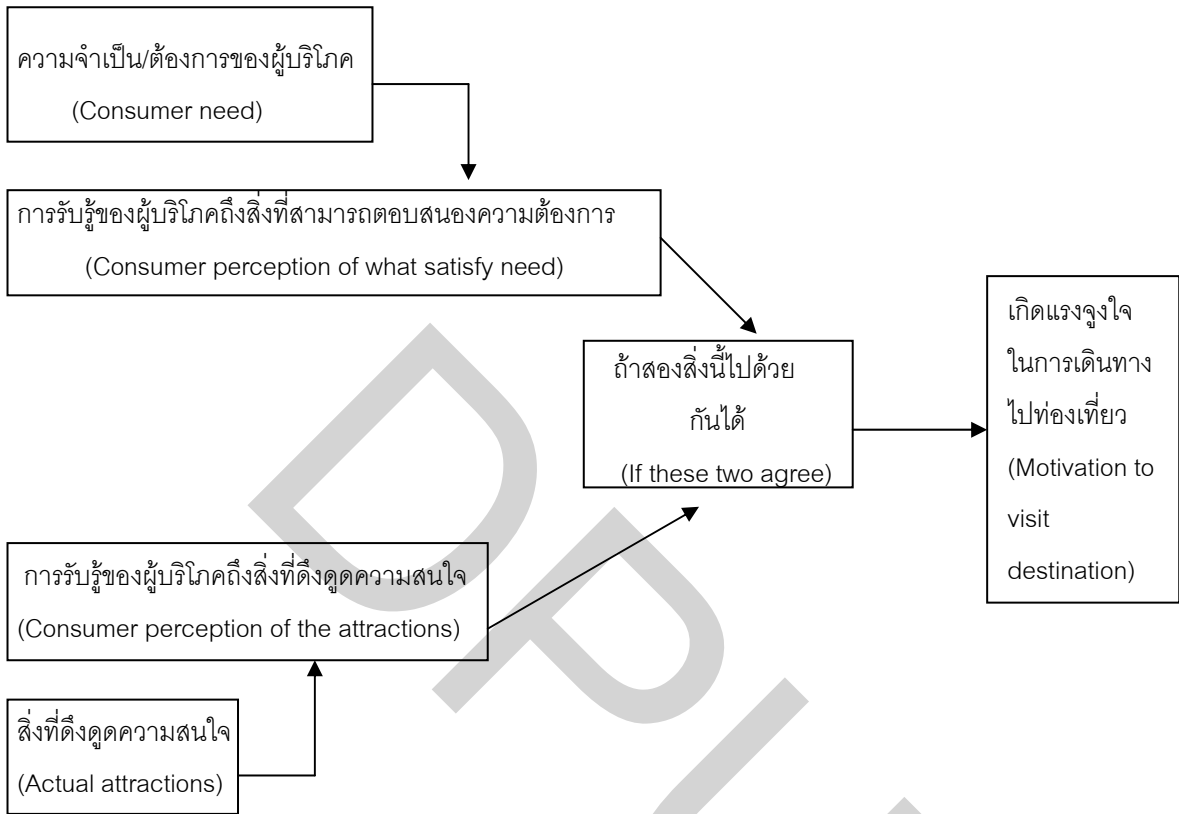 ความจำเป็น/ต้องการของผู้บริโภค
(Consumer need)
การรับรู้ของผู้บริโภคถึงสิ่งที่สามารถตอบสนองความต้องการ
(Consumer perception of what satisfy need)
ถ้าสองสิ่งนี้ไปด้วย
กันได้
(If these two agree)
เกิดแรงจูงใจ
ในการเดินทาง
ไปท่องเที่ยว
(Motivation to
visit
destination)
การรับรู้ของผู้บริโภคถึงสิ่งที่ดึงดูดความสนใจ
(Consumer perception of the attractions)
สิ่งที่ดึงดูดความสนใจ
(Actual attractions)